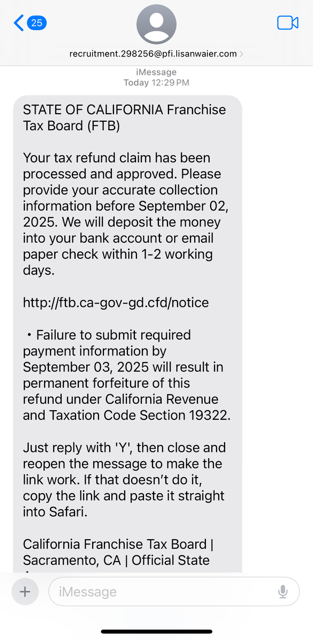 25
recruitment.298256@pfi.lisanwaier.com
iMessage
Today 12:29 PM
STATE OF CALIFORNIA Franchise
Tax Board (FTB)
Your tax refund claim has been
processed and approved. Please
provide your accurate collection
information before September 02,
2025. We will deposit the money
into your bank account or email
paper check within 1-2 working
days.
http://ftb.ca-gov-gd.cfd/notice
• Failure to submit required
payment information by
September 03, 2025 will result in
permanent forfeiture of this
refund under California Revenue
and Taxation Code Section 19322.
Just reply with 'Y', then close and
reopen the message to make the
link work. If that doesn't do it,
copy the link and paste it straight
into Safari.
California Franchise Tax Board |
Sacramento, CA | Official State
iMessage